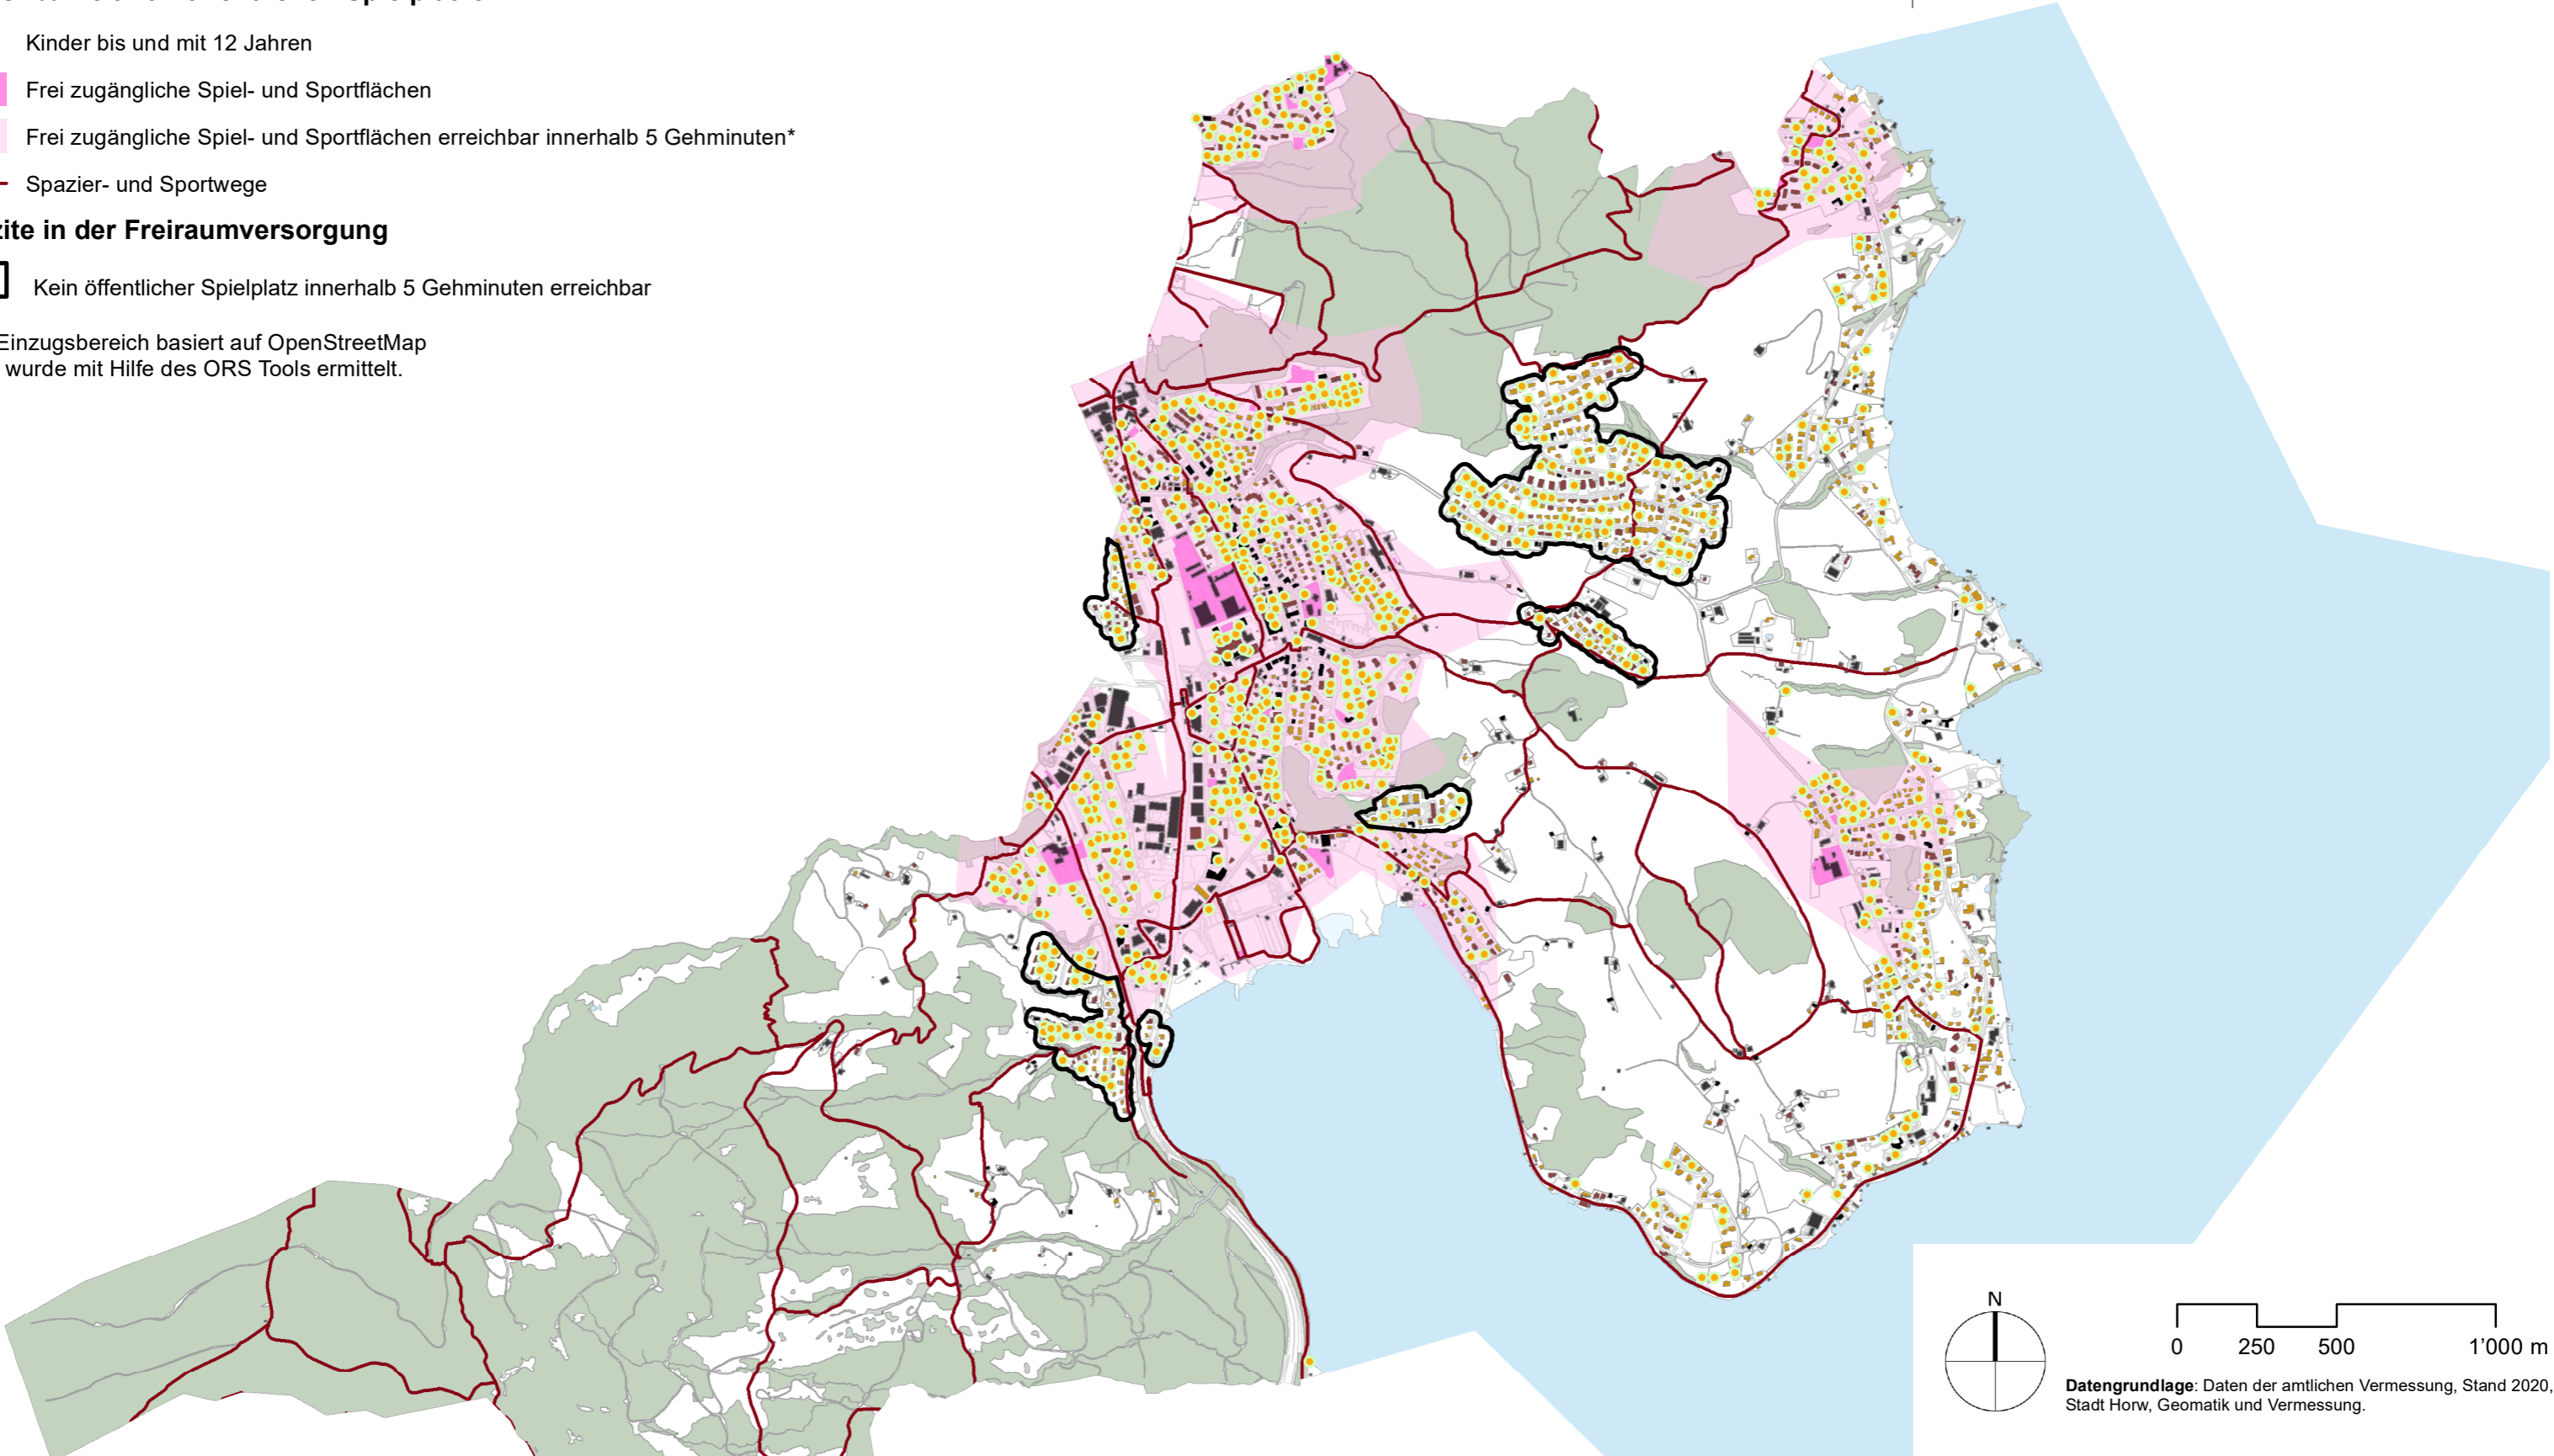 Kinder bis und mit 12 Jahren
Frei zugängliche Spiel- und Sportflächen
Frei zugängliche Spiel- und Sportflächen erreichbar innerhalb 5 Gehminuten*
Spazier- und Sportwege
zite in der Freiraumversorgung
Kein öffentlicher Spielplatz innerhalb 5 Gehminuten erreichbar
Einzugsbereich basiert auf OpenStreetMap
wurde mit Hilfe des ORS Tools ermittelt.
N
0 250 500 1’000 m
Datengrundlage: Daten der amtlichen Vermessung, Stand 2020,
Stadt Horw, Geomatik und Vermessung.